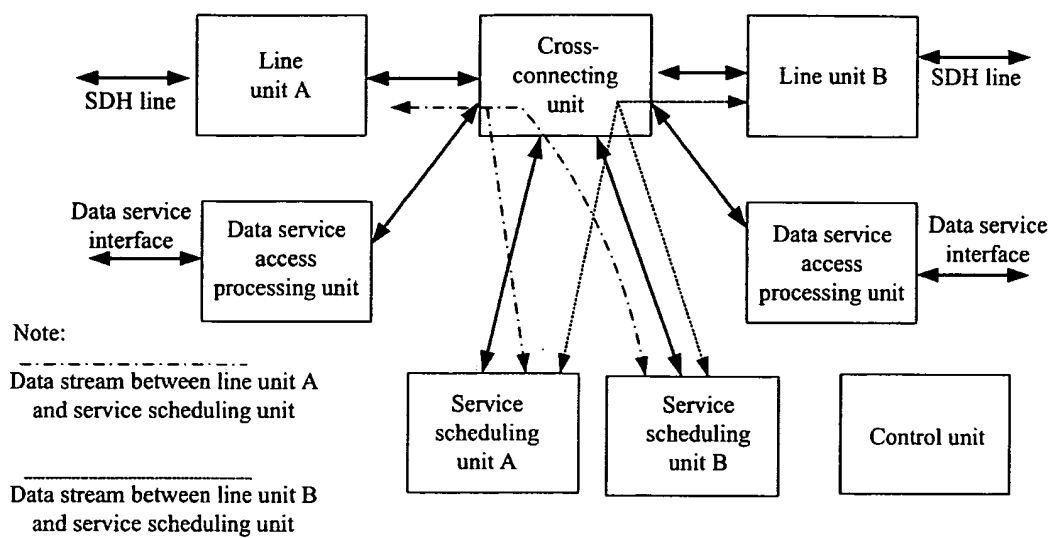 Line
unit A
Cross-
connecting
unit
Line unit B
SDH line
SDH line
Data service
interface
Data service
access
processing unit
Data service
access
processing unit
Data service
interface
Note:
Data stream between line unit A
and service scheduling unit
Service
scheduling
unit A
Service
scheduling
unit B
Control unit
Data stream between line unit B
and service scheduling unit